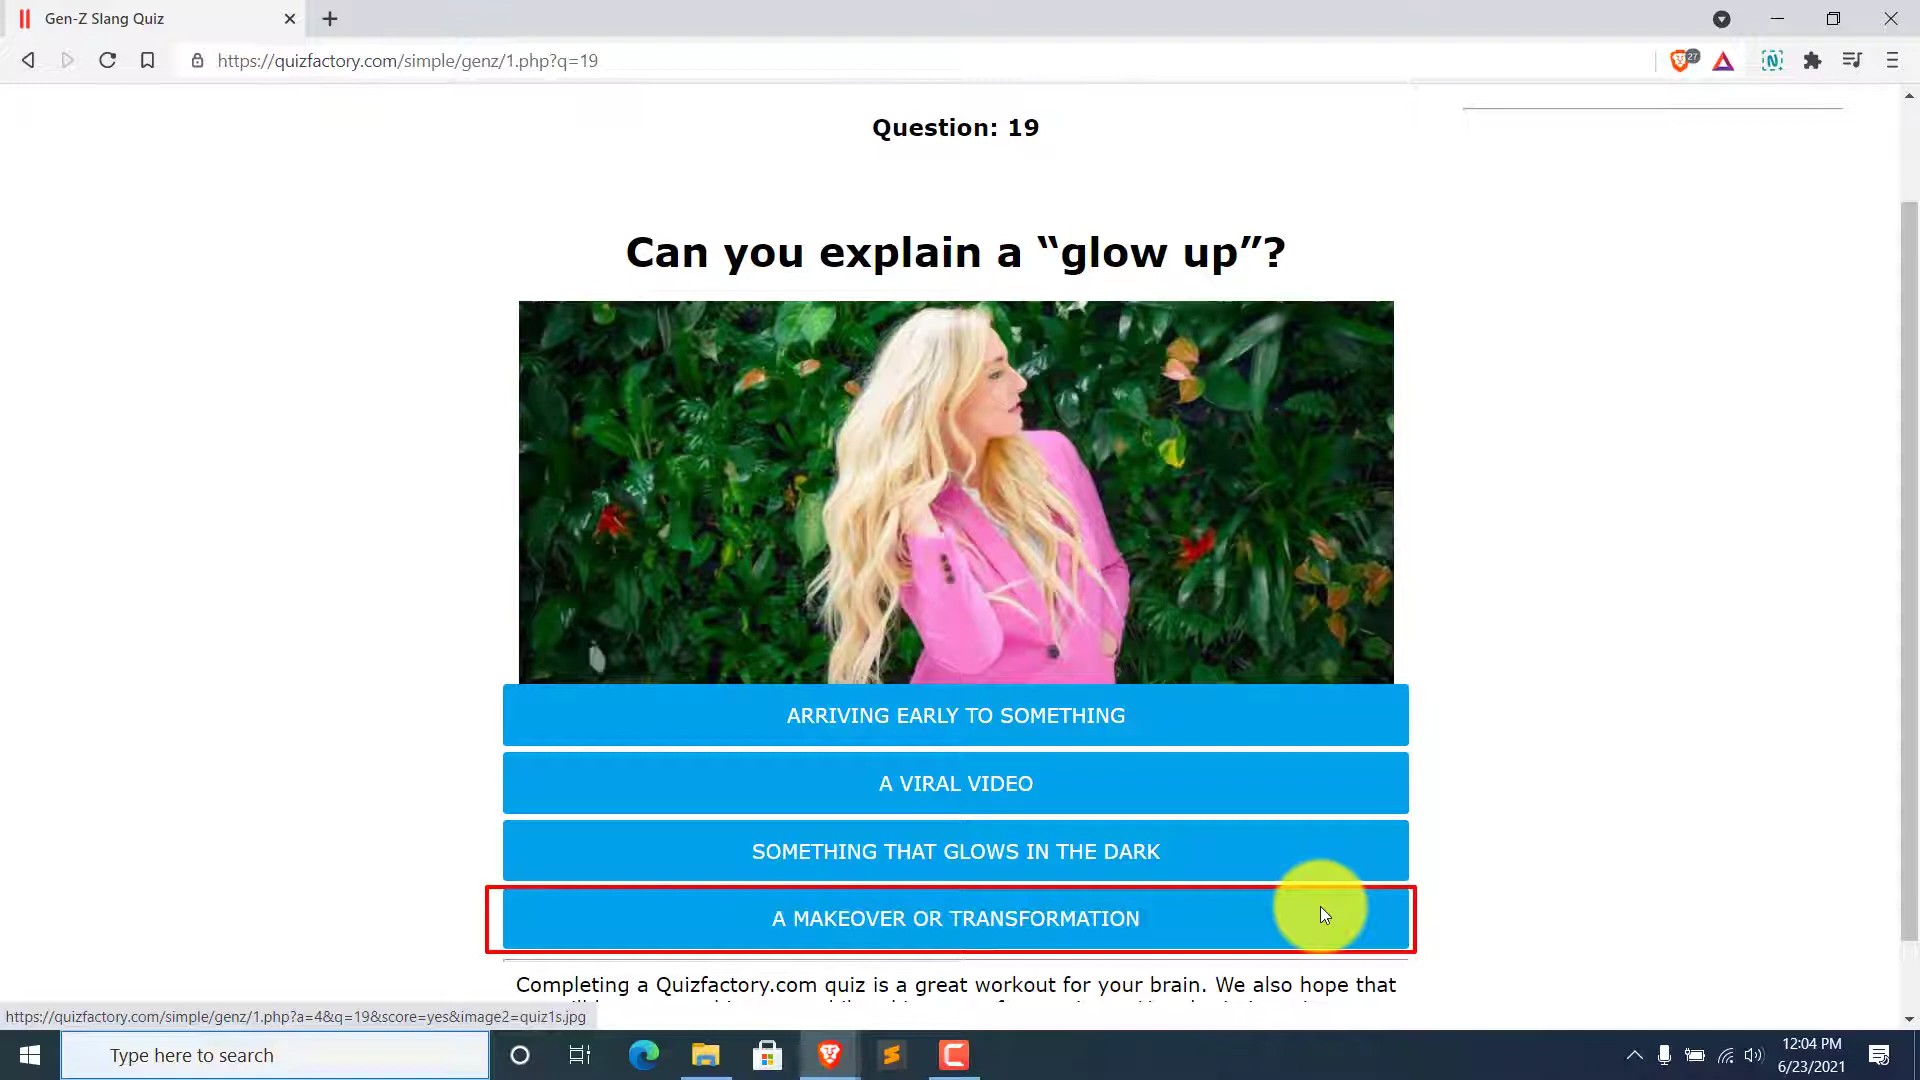 Gen-Z Slang Quiz
https://quizfactory.com/simple/genz/1.php?q=19
27
N
Question: 19
Can you explain a “glow up”?
ARRIVING EARLY TO SOMETHING
A VIRAL VIDEO
SOMETHING THAT GLOWS IN THE DARK
A MAKEOVER OR TRANSFORMATION
Completing a Quizfactory.com quiz is a great workout for your brain. We also hope that
https://quizfactory.com/simple/genz/1.php?a=4&q=19&score=yes&image2=quiz1s.jpg
Type here to search
12:04 PM
6/23/2021